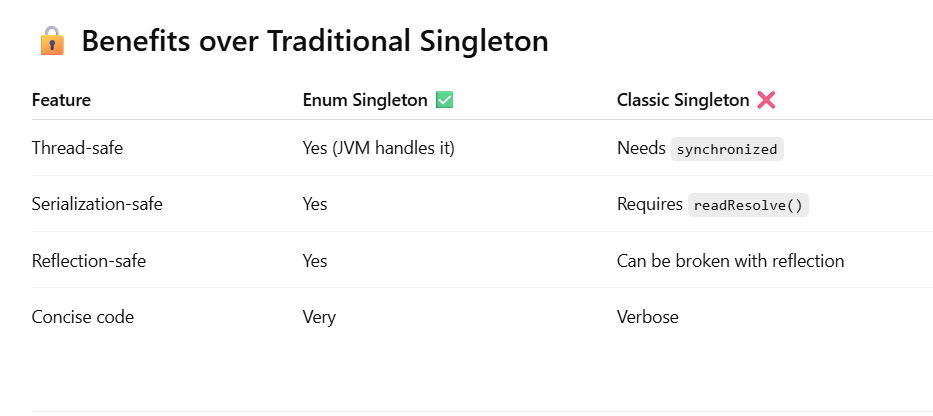 🔒 Benefits over Traditional Singleton
Feature Enum Singleton ✅ Classic Singleton ❌
Thread-safe Yes (JVM handles it) Needs synchronized
Serialization-safe Yes Requires readResolve()
Reflection-safe Yes Can be broken with reflection
Concise code Very Verbose